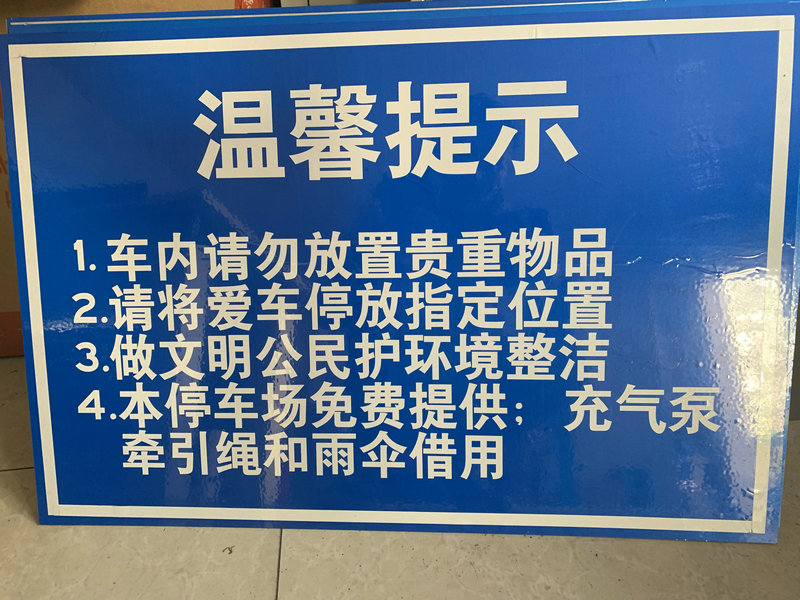 温馨提示
1.车内请勿放置贵重物品
2.请将爱车停放指定位置
3.做文明公民护环境整洁
4.本停车场免费提供；充气泵
牵引绳和雨伞借用